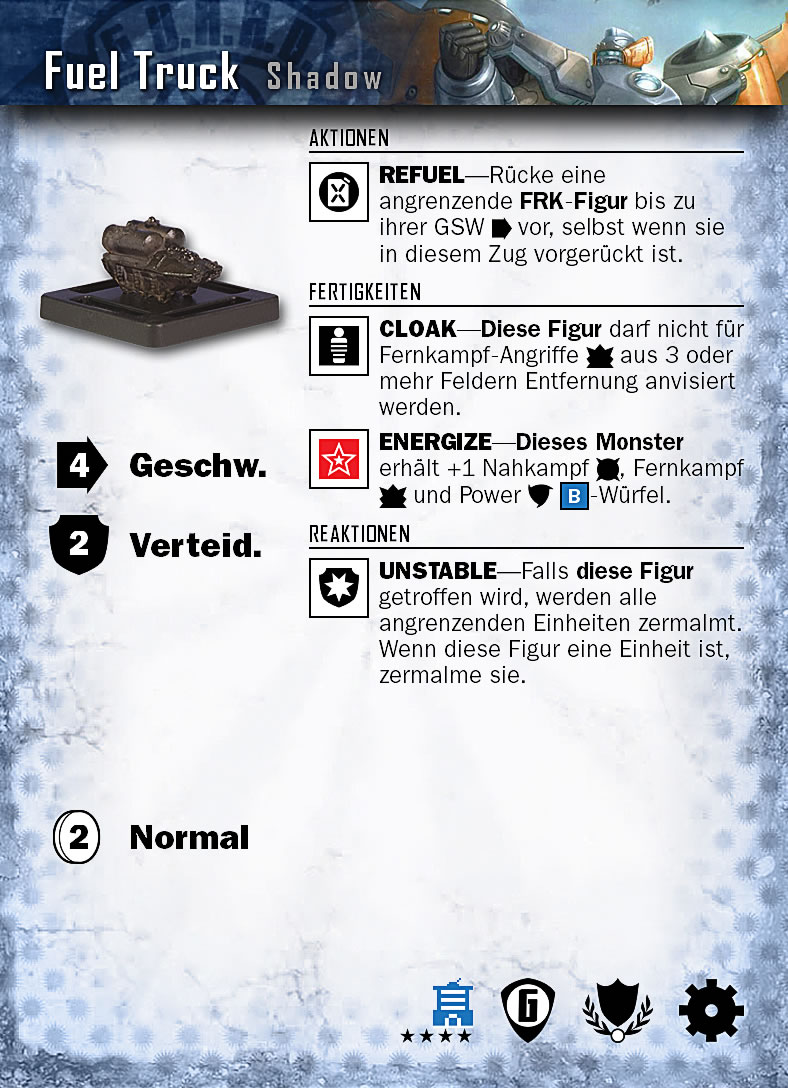 Fuel Truck Shadow
AKTIONEN
REFUEL—Rücke eine
angrenzende FRK-Figur bis zu
ihrer GSW vor, selbst wenn sie
in diesem Zug vorgerückt ist.
FERTIGKEITEN
CLOAK—Diese Figur darf nicht für
Fernkampf-Angriffe aus 3 oder
mehr Feldern Entfernung anvisiert
werden.
ENERGIZE—Dieses Monster
erhält +1 Nahkampf , Fernkampf
und Power B-Würfel.
REAKTIONEN
UNSTABLE—Falls diese Figur
getroffen wird, werden alle
angrenzenden Einheiten zermalmt.
Wenn diese Figur eine Einheit ist,
zermalme sie.
4 Geschw.
2 Verteid.
2 Normal
G